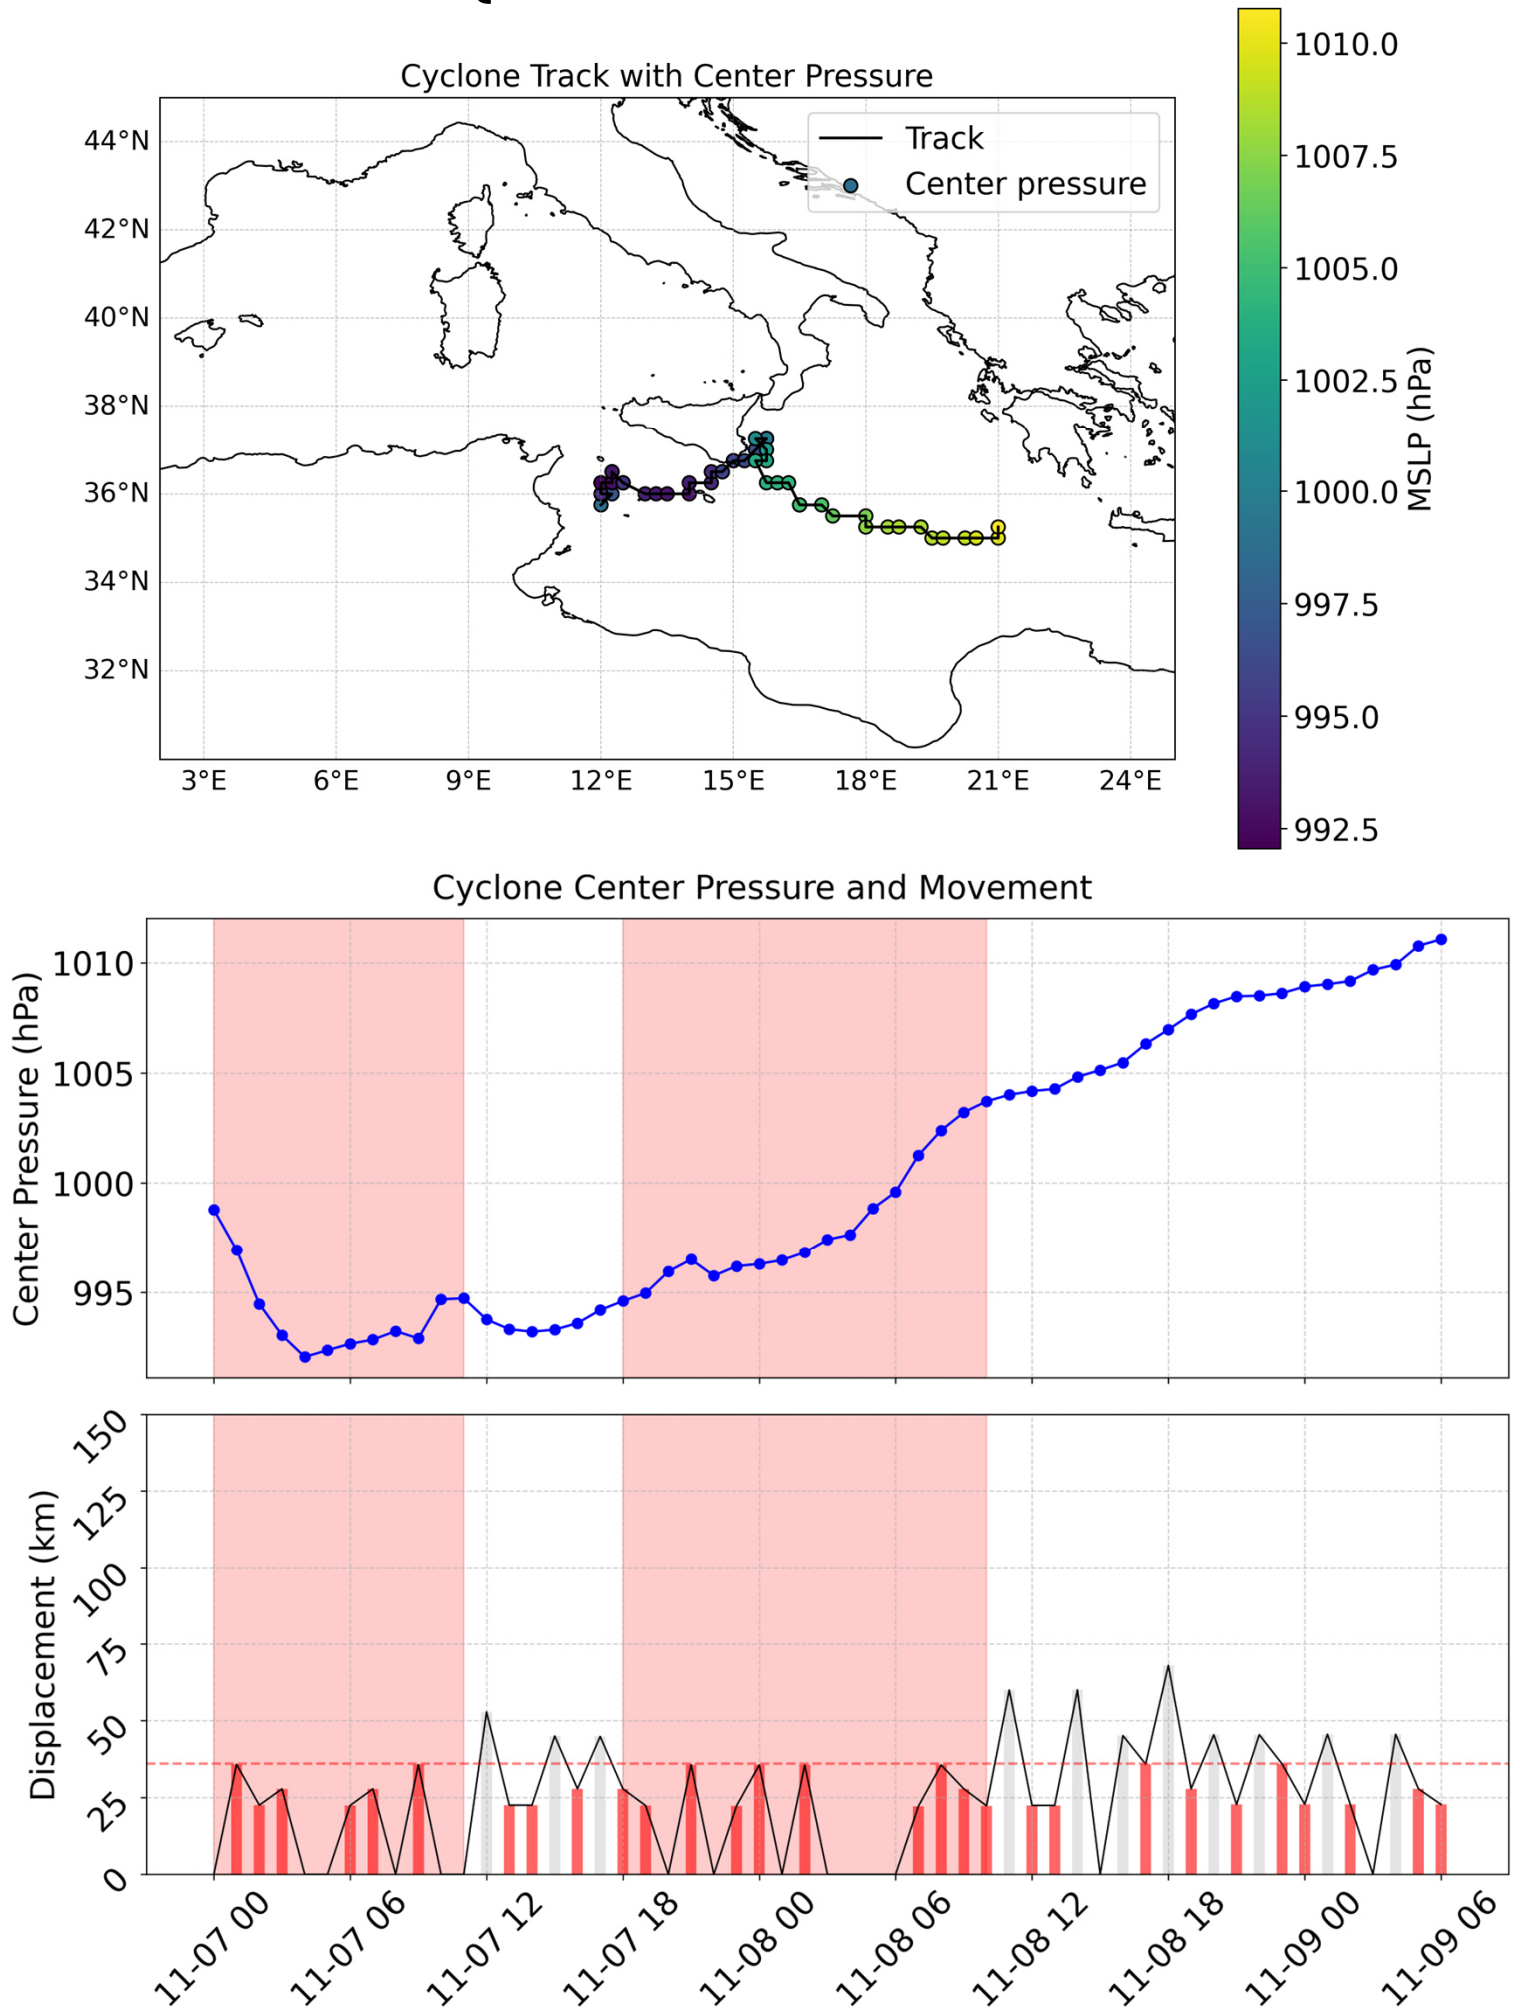 Cyclone Track with Center Pressure
44°N
42°N
40°N
38°N
36°N
34°N
32°N
3°E 6°E 9°E 12°E 15°E 18°E 21°E 24°E
Track
Center pressure
1010.0
1007.5
1005.0
1002.5
1000.0
997.5
995.0
992.5
MSLP (hPa)
Cyclone Center Pressure and Movement
Center Pressure (hPa)
1010
1005
1000
995
Displacement (km)
150
125
100
75
50
25
0
11-07 00
11-07 06
11-07 12
11-07 18
11-08 00
11-08 06
11-08 12
11-08 18
11-09 00
11-09 06